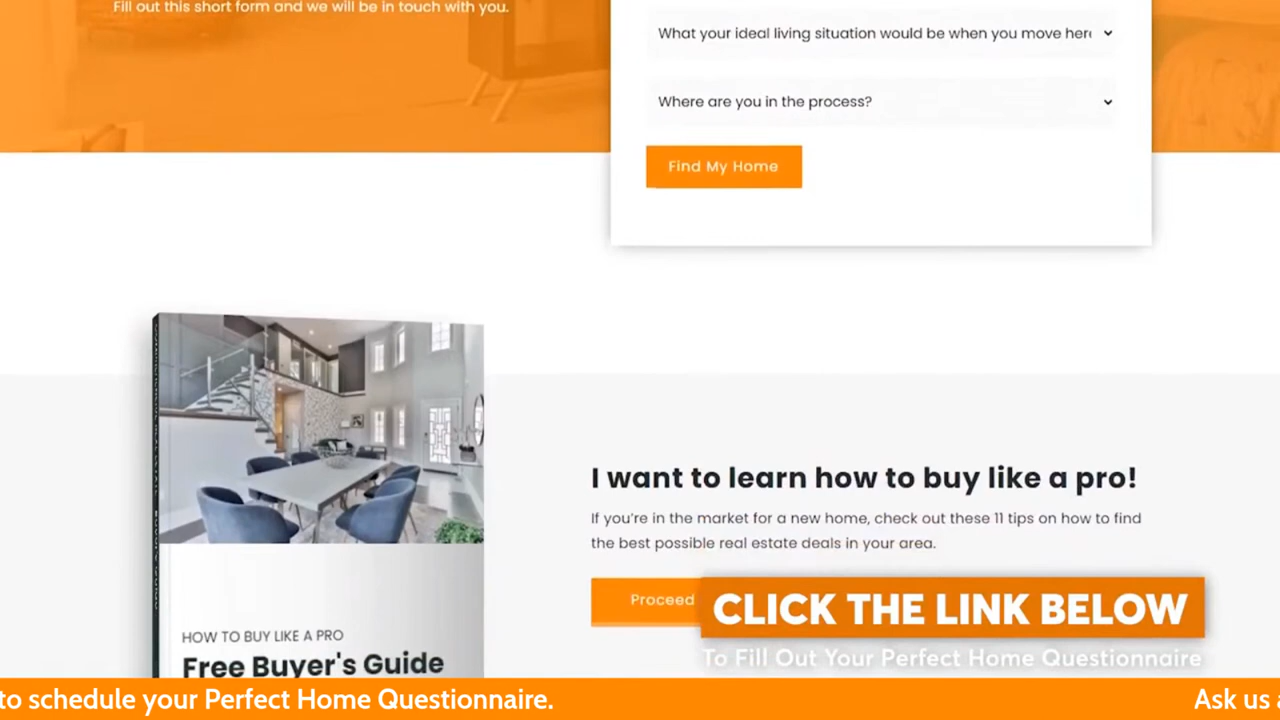 Fill out this short form and we will be in touch with you.
What your ideal living situation would be when you move here
Where are you in the process?
Find My Home
I want to learn how to buy like a pro!
If you're in the market for a new home, check out these 11 tips on how to find
the best possible real estate deals in your area.
Proceed
CLICK THE LINK BELOW
To Fill Out Your Perfect Home Questionnaire
HOW TO BUY LIKE A PRO
Free Buyer's Guide
to schedule your Perfect Home Questionnaire.
Ask us